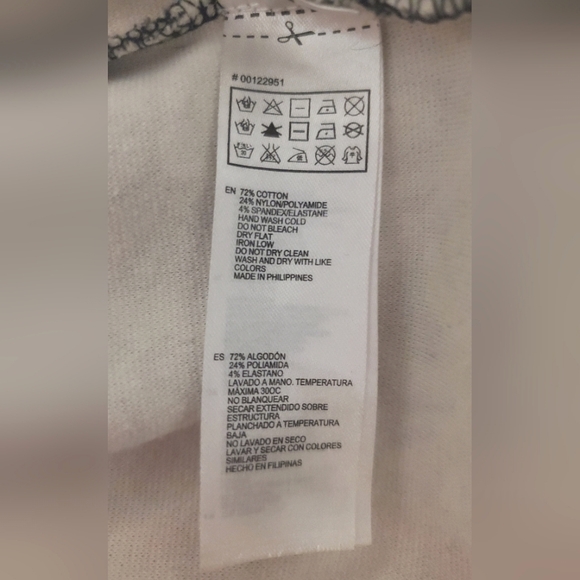 # 00122951
EN 72% COTTON
24% NYLON/POLYAMIDE
4% SPANDEX/ELASTANE
HAND WASH COLD
DO NOT BLEACH
DRY FLAT
IRON LOW
DO NOT DRY CLEAN
WASH AND DRY WITH LIKE
COLORS
MADE IN PHILIPPINES
ES 72% ALGODÓN
24% POLIAMIDA
4% ELASTANO
LAVADO A MANO. TEMPERATURA
MÁXIMA 30OC
NO BLANQUEAR
SECAR EXTENDIDO SOBRE
ESTRUCTURA
PLANCHADO A TEMPERATURA
BAJA
NO LAVADO EN SECO
LAVAR Y SECAR CON COLORES
SIMILARES
HECHO EN FILIPINAS